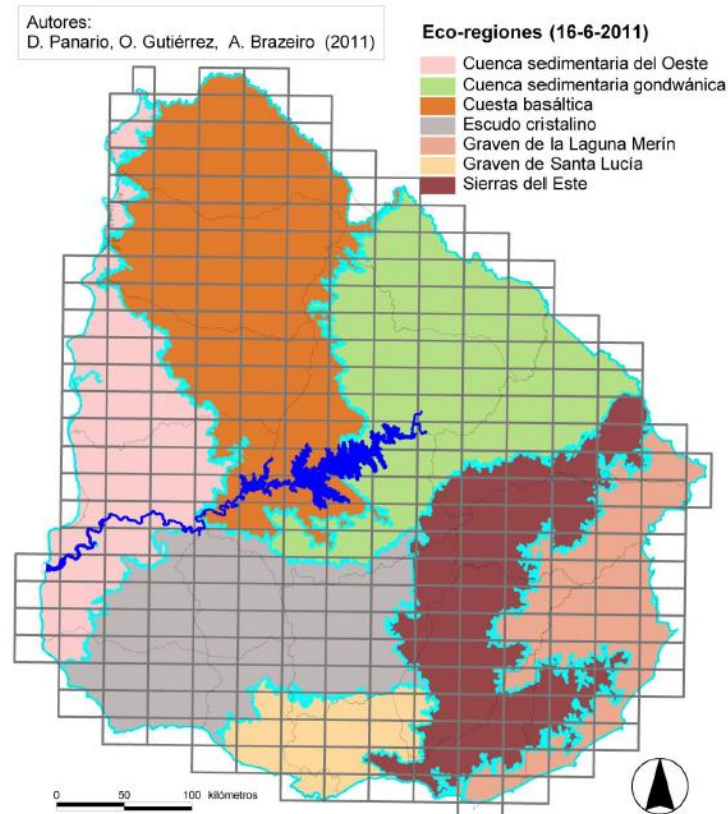 Autores:
D. Panario, O. Gutiérrez, A. Brazeiro (2011)
Eco-regiones (16-6-2011)
Cuenca sedimentaria del Oeste
Cuenca sedimentaria gondwánica
Cuesta basáltica
Escudo cristalino
Graven de la Laguna Merín
Graven de Santa Lucía
Sierras del Este
0 50 100 kilómetros